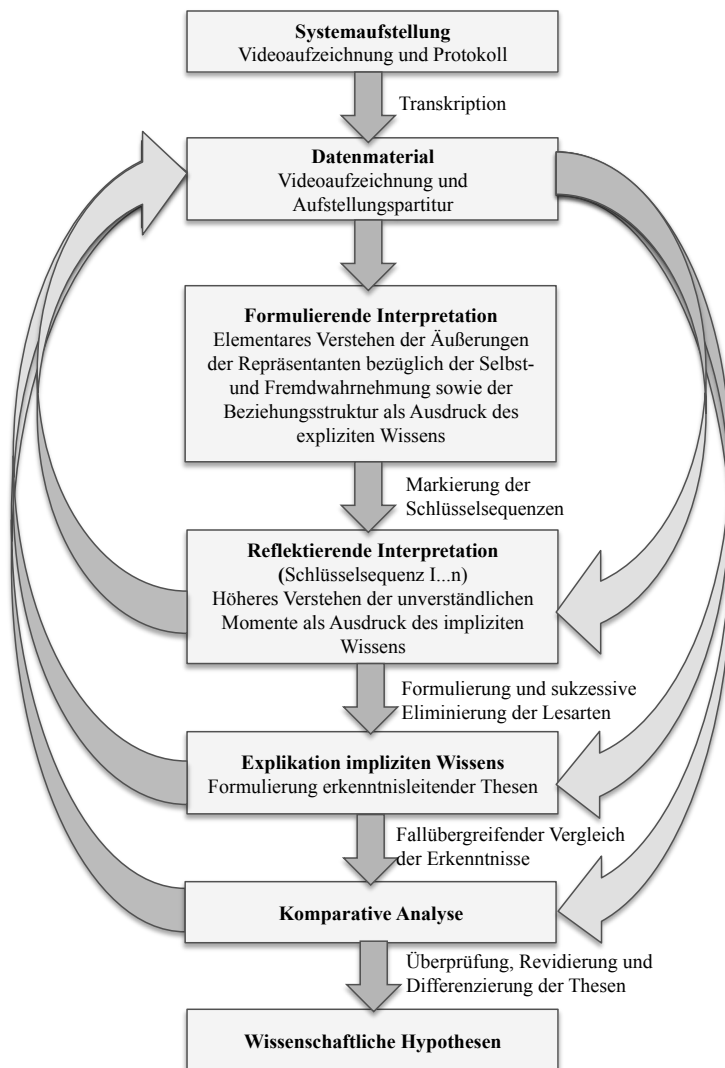 Systemaufstellung
Videoaufzeichnung und Protokoll
Transkription
Datenmaterial
Videoaufzeichnung und
Aufstellungspartitur
Formulierende Interpretation
Elementares Verstehen der Äußerungen
der Repräsentanten bezüglich der Selbst-
und Fremdwahrnehmung sowie der
Beziehungsstruktur als Ausdruck des
expliziten Wissens
Markierung der
Schlüsselsequenzen
Reflektierende Interpretation
(Schlüsselsequenz I...n)
Höheres Verstehen der unverständlichen
Momente als Ausdruck des impliziten
Wissens
Formulierung und sukzessive
Eliminierung der Lesarten
Explikation impliziten Wissens
Formulierung erkenntnisleitender Thesen
Fallübergreifender Vergleich
der Erkenntnisse
Komparative Analyse
Überprüfung, Revidierung und
Differenzierung der Thesen
Wissenschaftliche Hypothesen